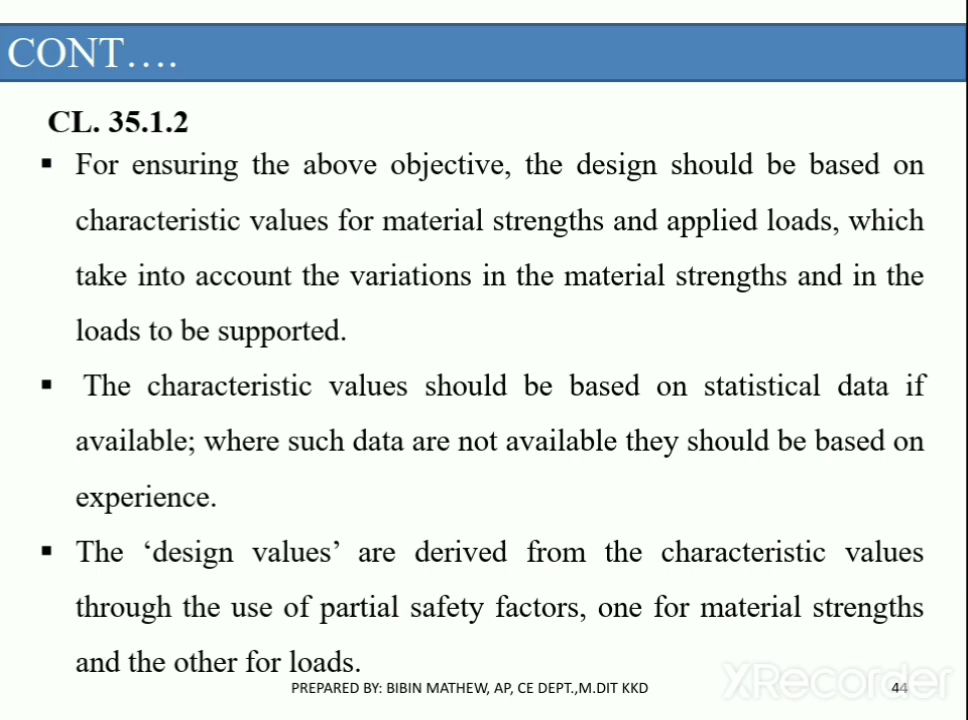 CONT….
CL. 35.1.2
▪ For ensuring the above objective, the design should be based on
characteristic values for material strengths and applied loads, which
take into account the variations in the material strengths and in the
loads to be supported.
▪ The characteristic values should be based on statistical data if
available; where such data are not available they should be based on
experience.
▪ The ‘design values’ are derived from the characteristic values
through the use of partial safety factors, one for material strengths
and the other for loads.
PREPARED BY: BIBIN MATHEW, AP, CE DEPT.,M.DIT KKD
XRecorder
44